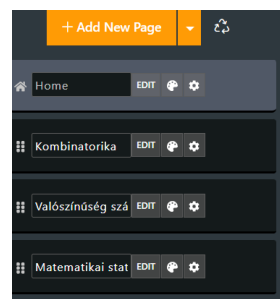 + Add New Page
Home EDIT
Kombinatorika EDIT
Valószínűség szá EDIT
Matematikai stat EDIT